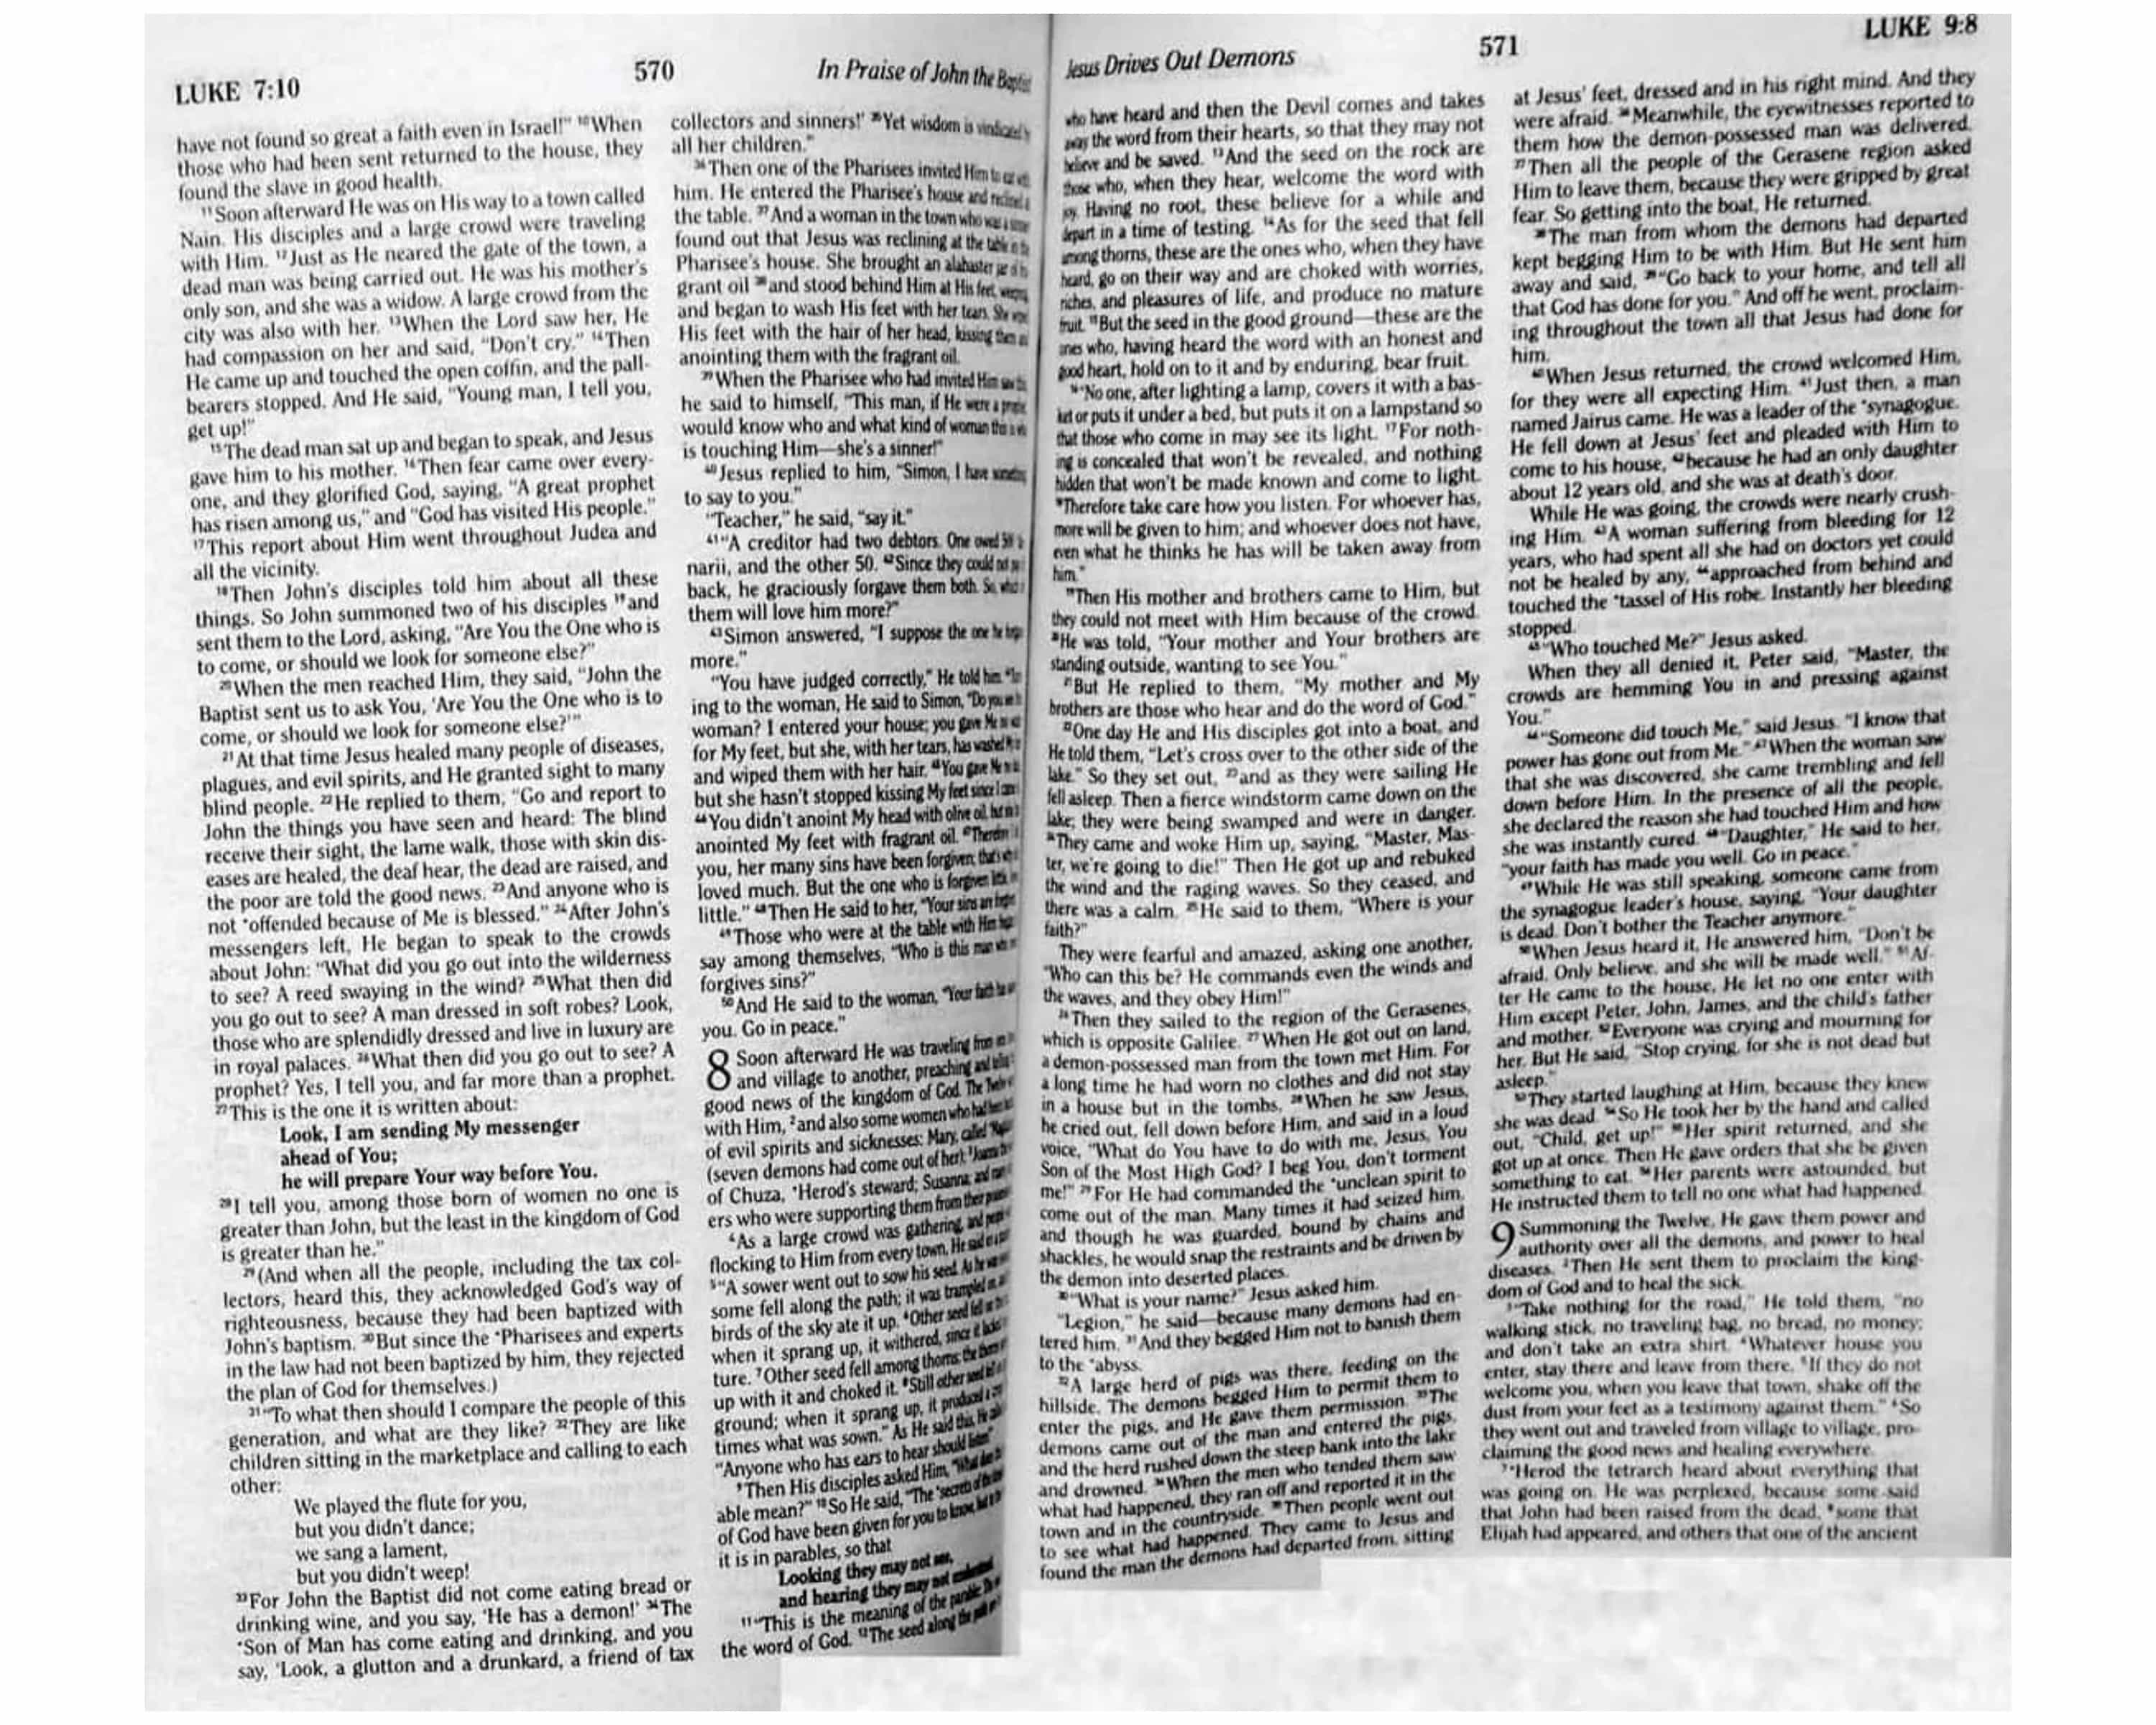 LUKE 7:10
570
In Praise of John the Baptist
have not found so great a faith even in Israel!" 10When
those who had been sent returned to the house, they
found the slave in good health.
11Soon afterward He was on His way to a town called
Nain. His disciples and a large crowd were traveling
with Him. 12Just as He neared the gate of the town, a
dead man was being carried out. He was his mother's
only son, and she was a widow. A large crowd from the
city was also with her. 13When the Lord saw her, He
had compassion on her and said, "Don't cry." 14Then
He came up and touched the open coffin, and the pall-
bearers stopped. And He said, "Young man, I tell you,
get up!"
15The dead man sat up and began to speak, and Jesus
gave him to his mother. 16Then fear came over every-
one, and they glorified God, saying, "A great prophet
has risen among us," and "God has visited His people."
17This report about Him went throughout Judea and
all the vicinity.
18Then John's disciples told him about all these
things. So John summoned two of his disciples 19and
sent them to the Lord, asking, "Are You the One who is
to come, or should we look for someone else?"
20When the men reached Him, they said, "John the
Baptist sent us to ask You, 'Are You the One who is to
come, or should we look for someone else?'"
21At that time Jesus healed many people of diseases,
plagues, and evil spirits, and He granted sight to many
blind people. 22He replied to them, "Go and report to
John the things you have seen and heard: The blind
receive their sight, the lame walk, those with skin dis-
eases are healed, the deaf hear, the dead are raised, and
the poor are told the good news. 23And anyone who is
not *offended because of Me is blessed." 24After John's
messengers left, He began to speak to the crowds
about John: "What did you go out into the wilderness
to see? A reed swaying in the wind? 25What then did
you go out to see? A man dressed in soft robes? Look,
those who are splendidly dressed and live in luxury are
in royal palaces. 26What then did you go out to see? A
prophet? Yes, I tell you, and far more than a prophet.
27This is the one it is written about:
Look, I am sending My messenger
ahead of You;
he will prepare Your way before You.
28I tell you, among those born of women no one is
greater than John, but the least in the kingdom of God
is greater than he."
29(And when all the people, including the tax col-
lectors, heard this, they acknowledged God's way of
righteousness, because they had been baptized with
John's baptism. 30But since the *Pharisees and experts
in the law had not been baptized by him, they rejected
the plan of God for themselves.)
31"To what then should I compare the people of this
generation, and what are they like? 32They are like
children sitting in the marketplace and calling to each
other:
We played the flute for you,
but you didn't dance;
we sang a lament,
but you didn't weep!
33For John the Baptist did not come eating bread or
drinking wine, and you say, 'He has a demon!' 34The
*Son of Man has come eating and drinking, and you
say, 'Look, a glutton and a drunkard, a friend of tax
collectors and sinners!' 35Yet wisdom is vindicated
all her children."
36Then one of the Pharisees invited Him to eat
him. He entered the Pharisee's house and reclined
the table. 37And a woman in the town who was a
found out that Jesus was reclining at the table
Pharisee's house. She brought an alabaster jar
grant oil 38and stood behind Him at His feet, weeping,
and began to wash His feet with her tears. She
His feet with the hair of her head, kissing them
anointing them with the fragrant oil.
39When the Pharisee who had invited Him saw
he said to himself, "This man, if He were a
would know who and what kind of woman this
is touching Him—she's a sinner!"
40Jesus replied to him, "Simon, I have
to say to you."
"Teacher," he said, "say it."
41"A creditor had two debtors. One owed
narii, and the other 50. 42Since they could not
back, he graciously forgave them both. So,
them will love him more?"
43Simon answered, "I suppose the one he
more."
"You have judged correctly," He told him.
ing to the woman, He said to Simon, "Do you
woman? I entered your house; you gave Me no
for My feet, but she, with her tears, has washed
and wiped them with her hair. 45You gave Me
but she hasn't stopped kissing My feet since I
46You didn't anoint My head with olive oil, but
anointed My feet with fragrant oil.
you, her many sins have been forgiven; that's
loved much. But the one who is forgiven little
little." 48Then He said to her, "Your sins are
49Those who were at the table with Him
say among themselves, "Who is this man who
forgives sins?"
50And He said to the woman, "Your faith has
you. Go in peace."
8 Soon afterward He was traveling from
and village to another, preaching and
good news of the kingdom of God. The Twelve
with Him, 2and also some women who had
of evil spirits and sicknesses: Mary, called
(seven demons had come out of her);
of Chuza, *Herod's steward; Susanna; and
ers who were supporting them from their
4As a large crowd was gathering, and
flocking to Him from every town, He said
5"A sower went out to sow his seed. As he
some fell along the path; it was trampled
birds of the sky ate it up. 6Other seed fell
when it sprang up, it withered, since it
ture. 7Other seed fell among thorns; the
up with it and choked it. 8Still other seed
ground; when it sprang up, it produced a
times what was sown." As He said this, He
"Anyone who has ears to hear should listen!"
9Then His disciples asked Him, "What
able mean?" 10So He said, "The *secrets of the
of God have been given for you to know, but
it is in parables, so that
Looking they may not see,
and hearing they may not understand.
11"This is the meaning of the parable:
the word of God. 12The seed along the path
Jesus Drives Out Demons
571
LUKE 9:8
who have heard and then the Devil comes and takes
away the word from their hearts, so that they may not
believe and be saved. 13And the seed on the rock are
those who, when they hear, welcome the word with
joy. Having no root, these believe for a while and
depart in a time of testing. 14As for the seed that fell
among thorns, these are the ones who, when they have
heard, go on their way and are choked with worries,
riches, and pleasures of life, and produce no mature
fruit. 15But the seed in the good ground—these are the
ones who, having heard the word with an honest and
good heart, hold on to it and by enduring, bear fruit.
16"No one, after lighting a lamp, covers it with a bas-
ket or puts it under a bed, but puts it on a lampstand so
that those who come in may see its light. 17For noth-
ing is concealed that won't be revealed, and nothing
hidden that won't be made known and come to light.
18Therefore take care how you listen. For whoever has,
more will be given to him; and whoever does not have,
even what he thinks he has will be taken away from
him."
19Then His mother and brothers came to Him, but
they could not meet with Him because of the crowd.
20He was told, "Your mother and Your brothers are
standing outside, wanting to see You."
21But He replied to them, "My mother and My
brothers are those who hear and do the word of God."
22One day He and His disciples got into a boat, and
He told them, "Let's cross over to the other side of the
lake." So they set out, 23and as they were sailing He
fell asleep. Then a fierce windstorm came down on the
lake; they were being swamped and were in danger.
24They came and woke Him up, saying, "Master, Mas-
ter, we're going to die!" Then He got up and rebuked
the wind and the raging waves. So they ceased, and
there was a calm. 25He said to them, "Where is your
faith?"
They were fearful and amazed, asking one another,
"Who can this be? He commands even the winds and
the waves, and they obey Him!"
26Then they sailed to the region of the Gerasenes,
which is opposite Galilee. 27When He got out on land,
a demon-possessed man from the town met Him. For
a long time he had worn no clothes and did not stay
in a house but in the tombs. 28When he saw Jesus,
he cried out, fell down before Him, and said in a loud
voice, "What do You have to do with me, Jesus, You
Son of the Most High God? I beg You, don't torment
me!" 29For He had commanded the *unclean spirit to
come out of the man. Many times it had seized him,
and though he was guarded, bound by chains and
shackles, he would snap the restraints and be driven by
the demon into deserted places.
30"What is your name?" Jesus asked him.
"Legion," he said—because many demons had en-
tered him. 31And they begged Him not to banish them
to the *abyss.
32A large herd of pigs was there, feeding on the
hillside. The demons begged Him to permit them to
enter the pigs, and He gave them permission. 33The
demons came out of the man and entered the pigs,
and the herd rushed down the steep bank into the lake
and drowned. 34When the men who tended them saw
what had happened, they ran off and reported it in the
town and in the countryside. 35Then people went out
to see what had happened. They came to Jesus and
found the man the demons had departed from, sitting
at Jesus' feet, dressed and in his right mind. And they
were afraid. 36Meanwhile, the eyewitnesses reported to
them how the demon-possessed man was delivered.
37Then all the people of the Gerasene region asked
Him to leave them, because they were gripped by great
fear. So getting into the boat, He returned.
38The man from whom the demons had departed
kept begging Him to be with Him. But He sent him
away and said, 39"Go back to your home, and tell all
that God has done for you." And off he went, proclaim-
ing throughout the town all that Jesus had done for
him.
40When Jesus returned, the crowd welcomed Him,
for they were all expecting Him. 41Just then, a man
named Jairus came. He was a leader of the *synagogue.
He fell down at Jesus' feet and pleaded with Him to
come to his house, 42because he had an only daughter
about 12 years old, and she was at death's door.
While He was going, the crowds were nearly crush-
ing Him. 43A woman suffering from bleeding for 12
years, who had spent all she had on doctors yet could
not be healed by any, 44approached from behind and
touched the *tassel of His robe. Instantly her bleeding
stopped.
45"Who touched Me?" Jesus asked.
When they all denied it, Peter said, "Master, the
crowds are hemming You in and pressing against
You."
46"Someone did touch Me," said Jesus. "I know that
power has gone out from Me." 47When the woman saw
that she was discovered, she came trembling and fell
down before Him. In the presence of all the people,
she declared the reason she had touched Him and how
she was instantly cured. 48"Daughter," He said to her,
"your faith has made you well. Go in peace."
49While He was still speaking, someone came from
the synagogue leader's house, saying, "Your daughter
is dead. Don't bother the Teacher anymore."
50When Jesus heard it, He answered him, "Don't be
afraid. Only believe, and she will be made well." 51Af-
ter He came to the house, He let no one enter with
Him except Peter, John, James, and the child's father
and mother. 52Everyone was crying and mourning for
her. But He said, "Stop crying, for she is not dead but
asleep."
53They started laughing at Him, because they knew
she was dead. 54So He took her by the hand and called
out, "Child, get up!" 55Her spirit returned, and she
got up at once. Then He gave orders that she be given
something to eat. 56Her parents were astounded, but
He instructed them to tell no one what had happened.
9 Summoning the Twelve, He gave them power and
authority over all the demons, and power to heal
diseases. 2Then He sent them to proclaim the king-
dom of God and to heal the sick.
3"Take nothing for the road," He told them, "no
walking stick, no traveling bag, no bread, no money;
and don't take an extra shirt. 4Whatever house you
enter, stay there and leave from there. 5If they do not
welcome you, when you leave that town, shake off the
dust from your feet as a testimony against them." 6So
they went out and traveled from village to village, pro-
claiming the good news and healing everywhere.
7*Herod the tetrarch heard about everything that
was going on. He was perplexed, because some said
that John had been raised from the dead, 8some that
Elijah had appeared, and others that one of the ancient